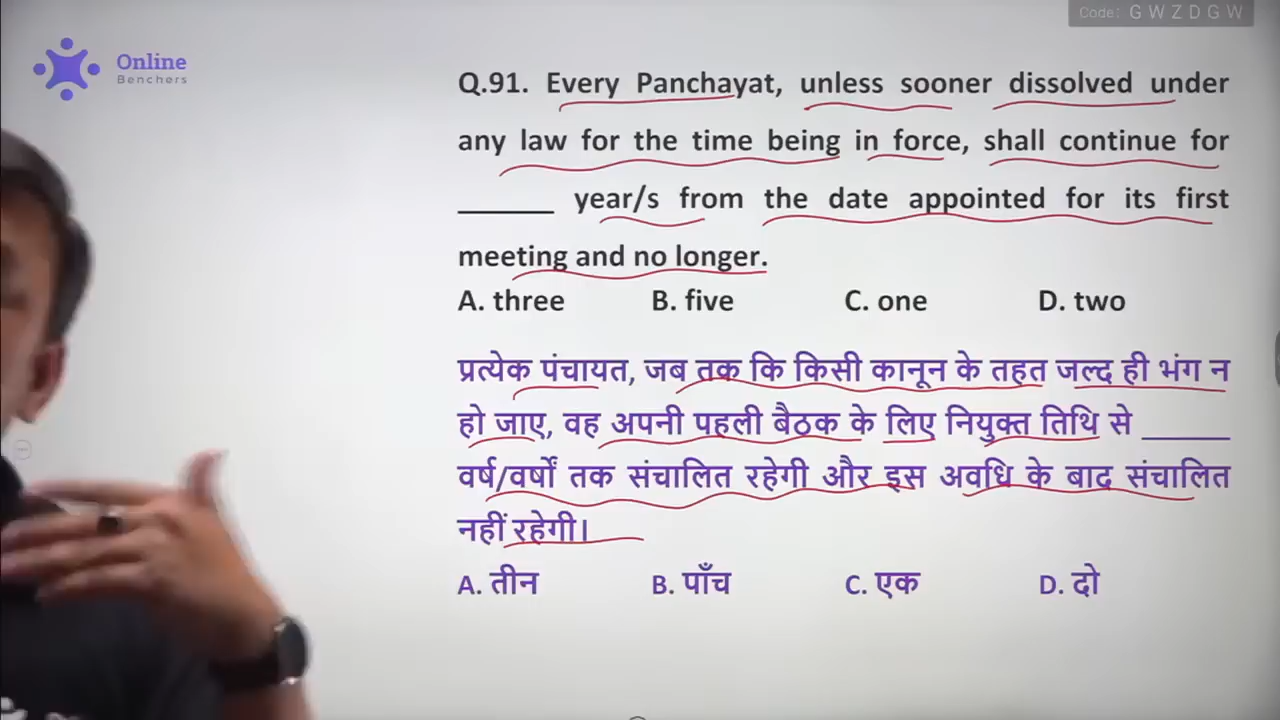 Code: G W Z D G W
Online
Benchers
Q.91. Every Panchayat, unless sooner dissolved under
any law for the time being in force, shall continue for
______ year/s from the date appointed for its first
meeting and no longer.
A. three B. five C. one D. two
प्रत्येक पंचायत, जब तक कि किसी कानून के तहत जल्द ही भंग न
हो जाए, वह अपनी पहली बैठक के लिए नियुक्त तिथि से ______
वर्ष/वर्षों तक संचालित रहेगी और इस अवधि के बाद संचालित
नहीं रहेगी।
A. तीन B. पाँच C. एक D. दो